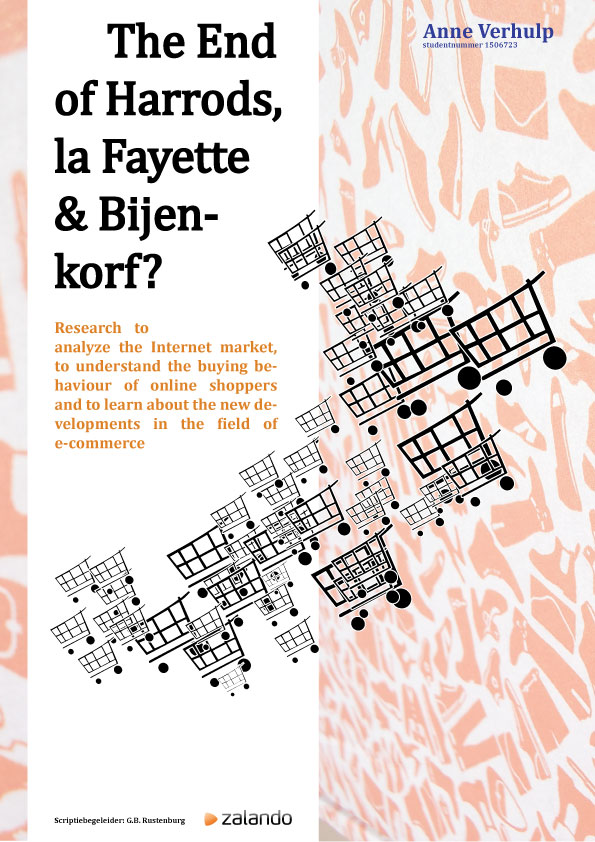 The End
of Harrods,
la Fayette
& Bijen-
korf?
Anne Verhulp
studentnummer 1506723
Research to
analyze the Internet market,
to understand the buying be-
haviour of online shoppers
and to learn about the new de-
velopments in the field of
e-commerce
Scriptiebegeleider: G.B. Rustenburg
zalando